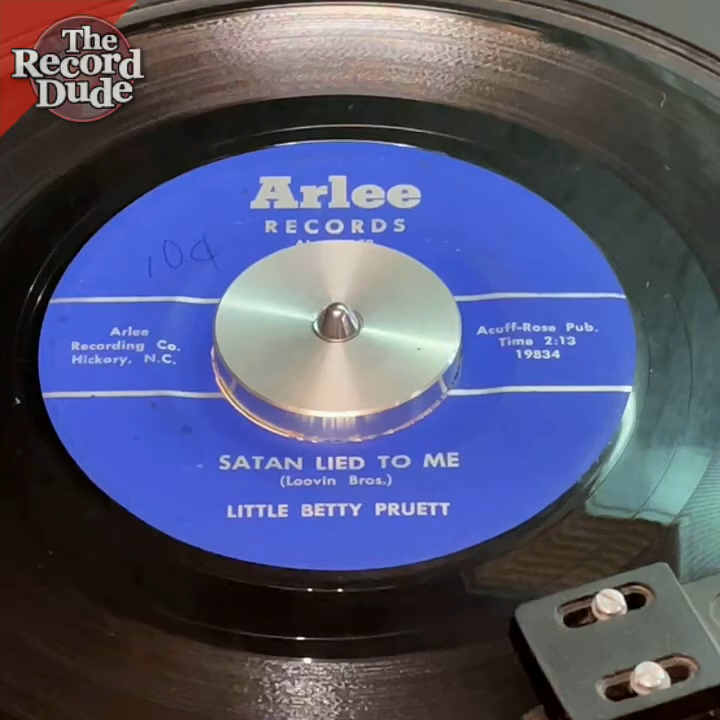 The
Record
Dude
Arlee
RECORDS
10¢
Arlee
Recording Co.
Hickory, N.C.
Acuff-Rose Pub.
Time 2:13
19834
SATAN LIED TO ME
(Loovin Bros.)
LITTLE BETTY PRUETT